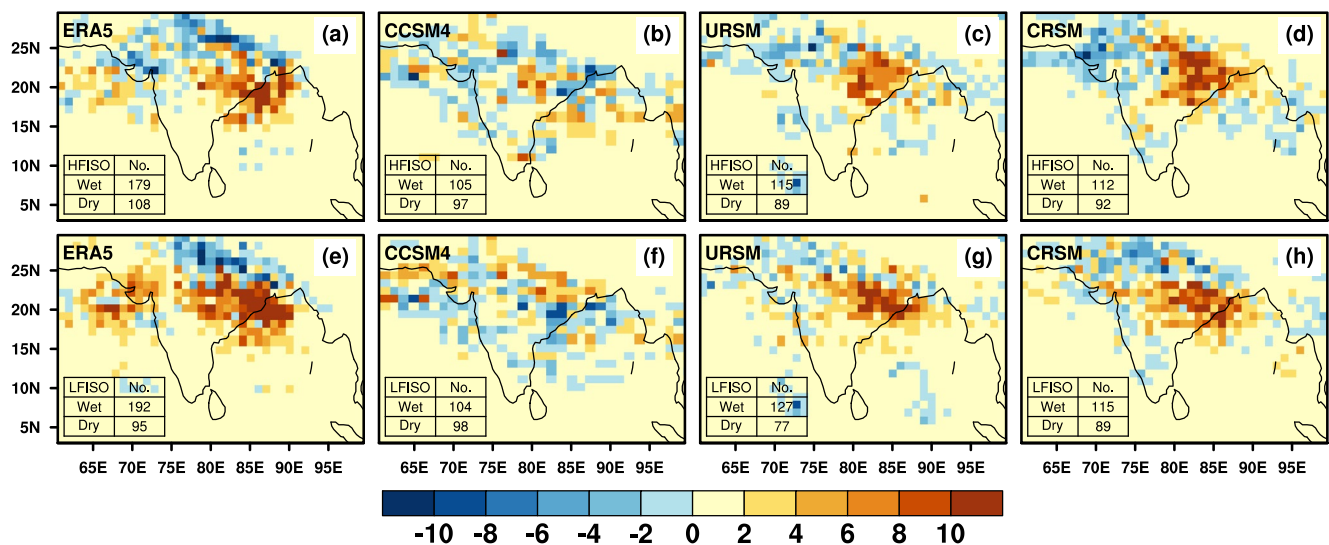 ERA5 (a) CCSM4 (b) URSM (c) CRSM (d)
25N
20N
15N
10N
5N
HFISO No. HFISO No. HFISO No. HFISO No.
Wet 179 Wet 105 Wet 115 Wet 112
Dry 108 Dry 97 Dry 89 Dry 92
ERA5 (e) CCSM4 (f) URSM (g) CRSM (h)
25N
20N
15N
10N
5N
LFISO No. LFISO No. LFISO No. LFISO No.
Wet 192 Wet 104 Wet 127 Wet 115
Dry 95 Dry 98 Dry 77 Dry 89
65E 70E 75E 80E 85E 90E 95E 65E 70E 75E 80E 85E 90E 95E 65E 70E 75E 80E 85E 90E 95E 65E 70E 75E 80E 85E 90E 95E
-10 -8 -6 -4 -2 0 2 4 6 8 10